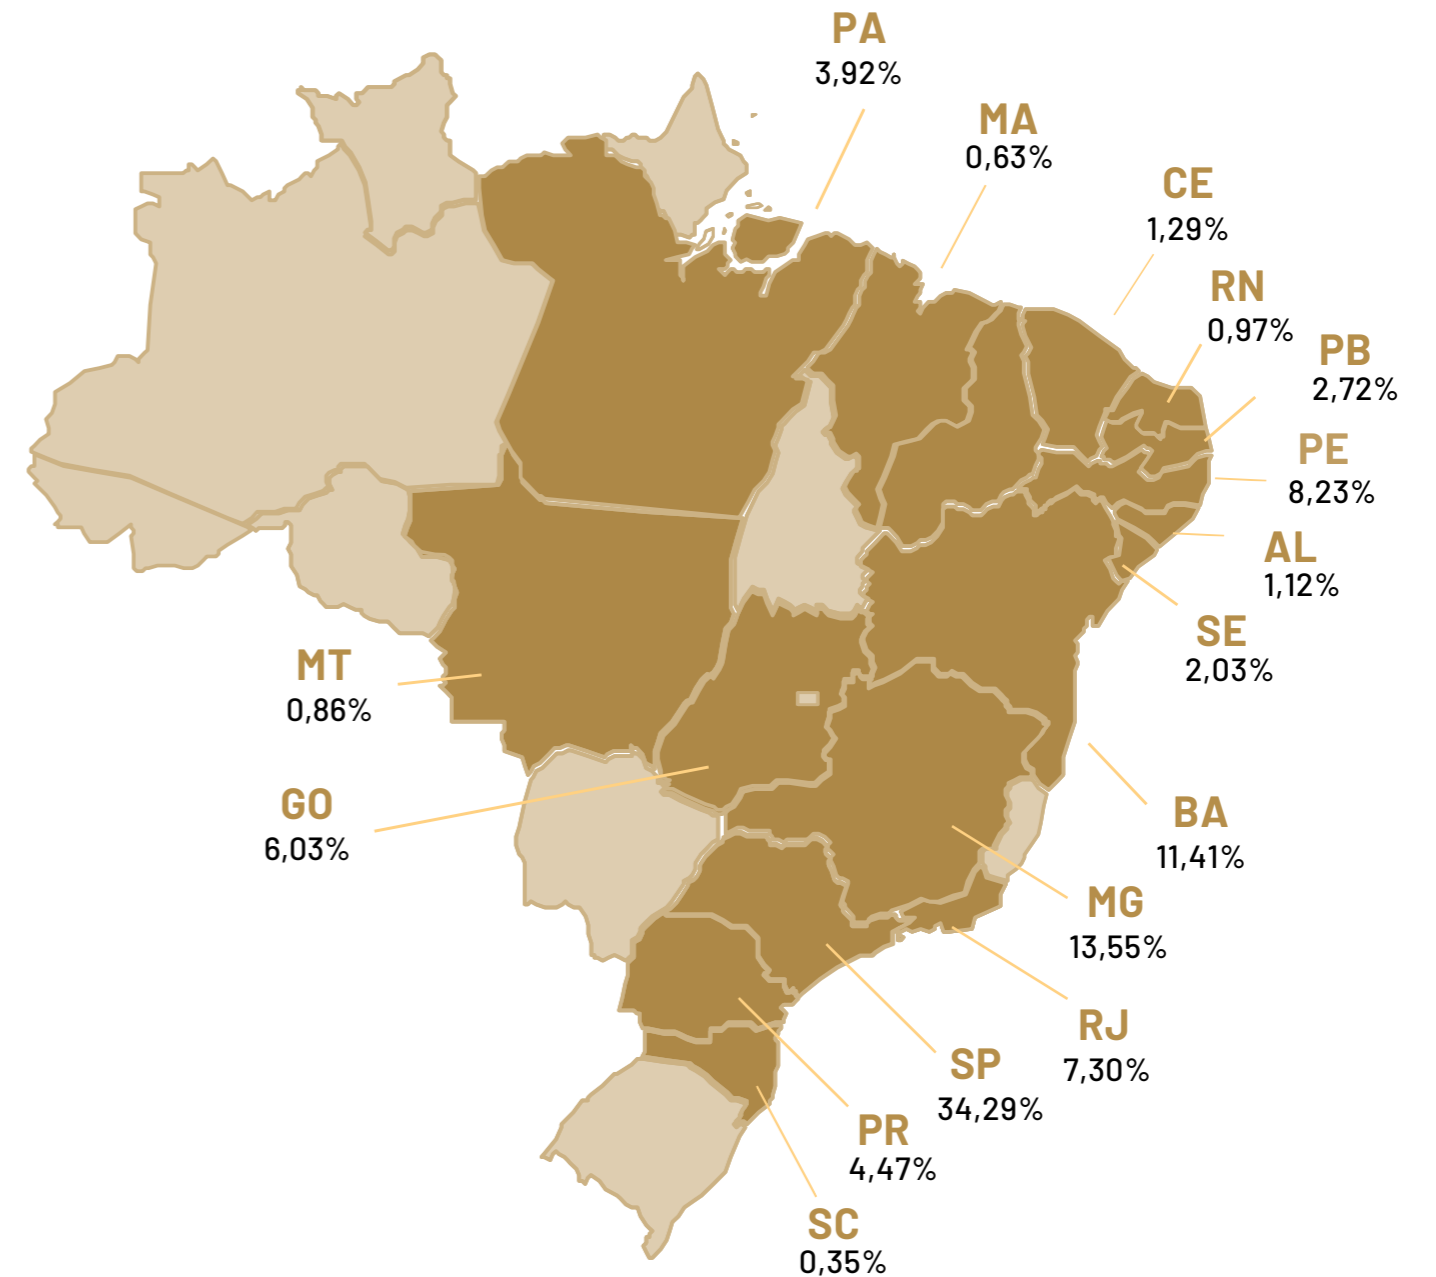 PA
3,92%
MA
0,63%
CE
1,29%
RN
0,97%
PB
2,72%
PE
8,23%
AL
1,12%
SE
2,03%
MT
0,86%
GO
6,03%
BA
11,41%
MG
13,55%
RJ
7,30%
SP
34,29%
PR
4,47%
SC
0,35%